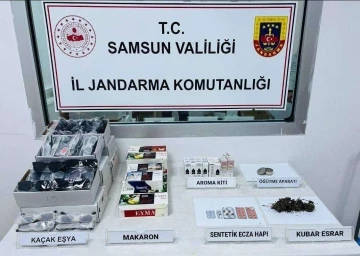 T.C.
SAMSUN VALİLİĞİ
İL JANDARMA KOMUTANLIĞI
AROMA KİTİ
ÖĞÜTME APARATI
KAÇAK EŞYA
MAKARON
SENTETİK ECZA HAPI
KUBAR ESRAR